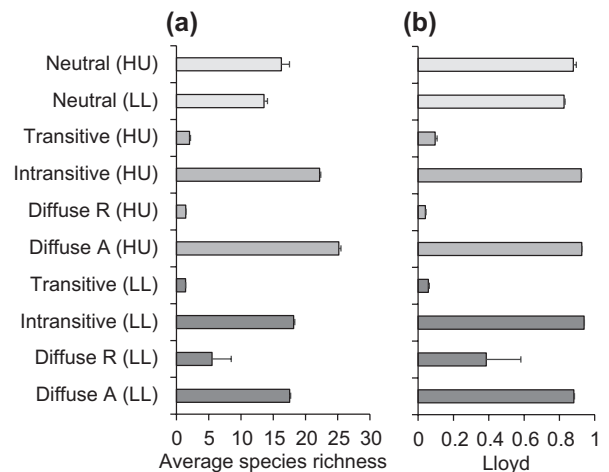 (a) (b)
Neutral (HU)
Neutral (LL)
Transitive (HU)
Intransitive (HU)
Diffuse R (HU)
Diffuse A (HU)
Transitive (LL)
Intransitive (LL)
Diffuse R (LL)
Diffuse A (LL)
0 5 10 15 20 25 30 0 0.2 0.4 0.6 0.8 1
Average species richness Lloyd